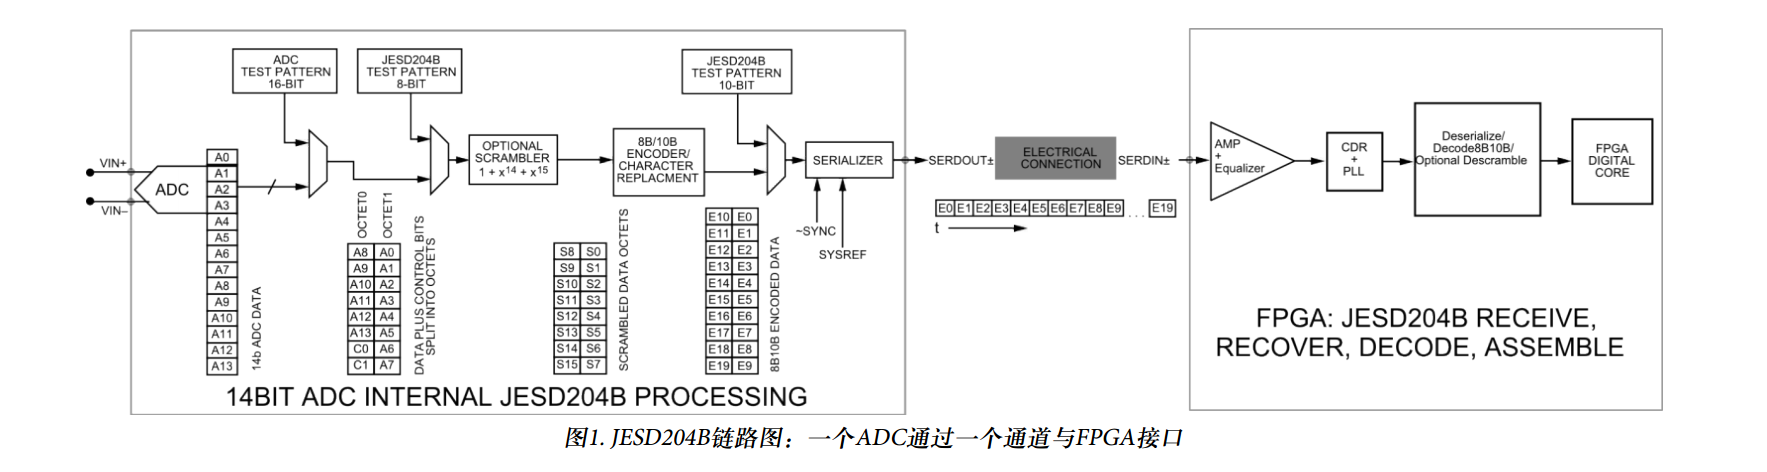 ADC
TEST PATTERN
16-BIT
JESD204B
TEST PATTERN
8-BIT
JESD204B
TEST PATTERN
10-BIT
VIN+
VIN–
ADC
A0
A1
A2
A3
A4
A5
A6
A7
A8
A9
A10
A11
A12
A13
14b ADC DATA
OCTET0
OCTET1
A8 A0
A9 A1
A10 A2
A11 A3
A12 A4
A13 A5
C0 A6
C1 A7
DATA PLUS CONTROL BITS
SPLIT INTO OCTETS
OPTIONAL
SCRAMBLER
1 + x14 + x15
S8 S0
S9 S1
S10 S2
S11 S3
S12 S4
S13 S5
S14 S6
S15 S7
SCRAMBLED DATA OCTETS
8B/10B
ENCODER/
CHARACTER
REPLACMENT
E10 E0
E11 E1
E12 E2
E13 E3
E14 E4
E15 E5
E16 E6
E17 E7
E18 E8
E19 E9
8B10B ENCODED DATA
SERIALIZER
~SYNC
SYSREF
14BIT ADC INTERNAL JESD204B PROCESSING
SERDOUT±
ELECTRICAL
CONNECTION
SERDIN±
E0 E1 E2 E3 E4 E5 E6 E7 E8 E9 ... E19
t
AMP
+
Equalizer
CDR
+
PLL
Deserialize/
Decode8B10B/
Optional Descramble
FPGA
DIGITAL
CORE
FPGA: JESD204B RECEIVE,
RECOVER, DECODE, ASSEMBLE
图1. JESD204B链路图：一个ADC通过一个通道与FPGA接口